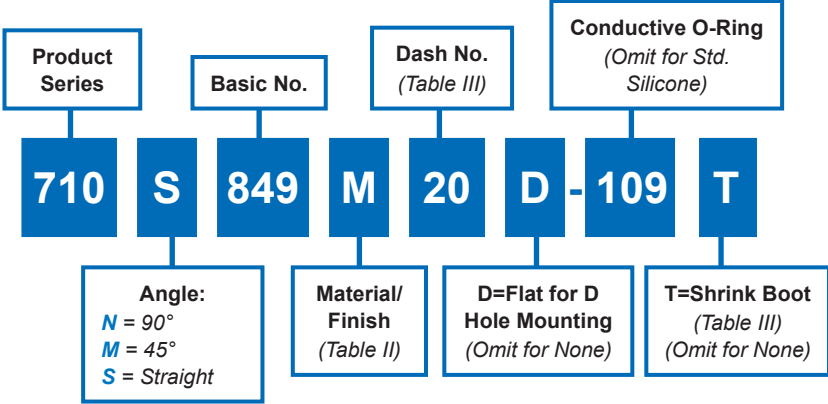 Product
Series
Basic No.
Dash No.
(Table III)
Conductive O-Ring
(Omit for Std.
Silicone)
710 S 849 M 20 D - 109 T
Angle:
N = 90°
M = 45°
S = Straight
Material/
Finish
(Table II)
D=Flat for D
Hole Mounting
(Omit for None)
T=Shrink Boot
(Table III)
(Omit for None)